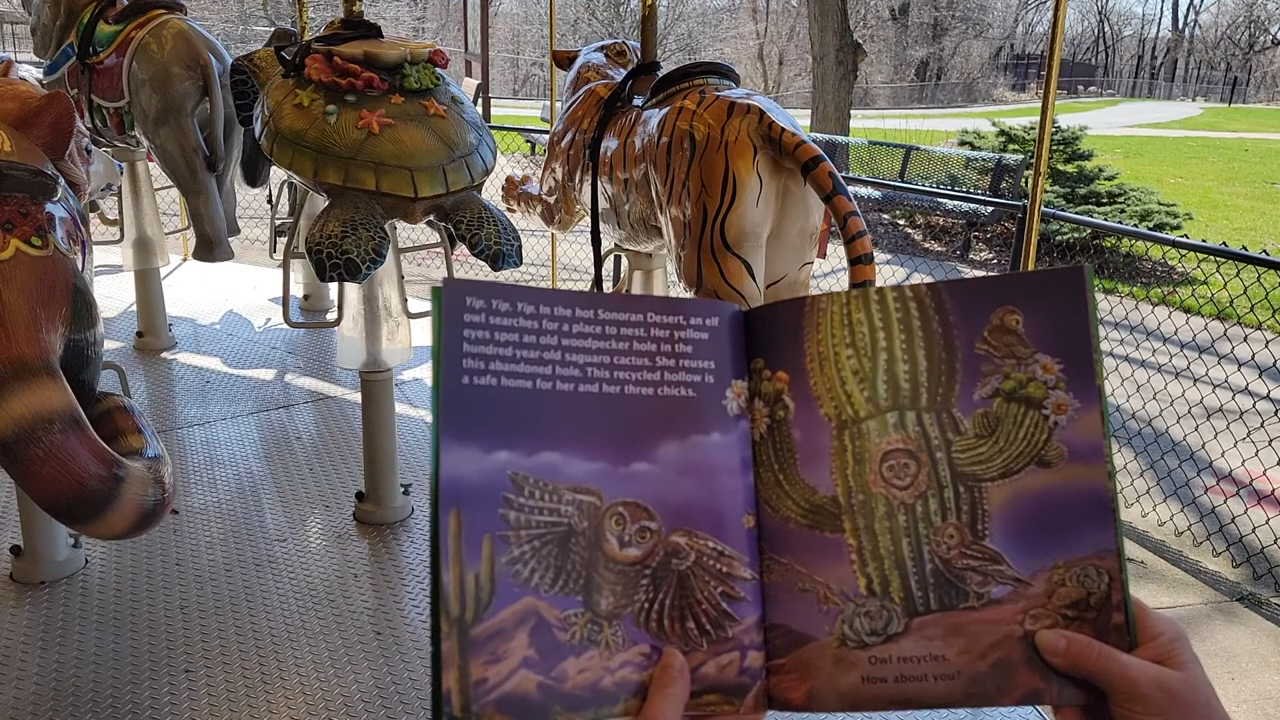 Yip, Yip, Yip. In the hot Sonoran Desert, an elf
owl searches for a place to nest. Her yellow
eyes spot an old woodpecker hole in the
hundred-year-old saguaro cactus. She reuses
this abandoned hole. This recycled hollow is
a safe home for her and her three chicks.
Owl recycles.
How about you?